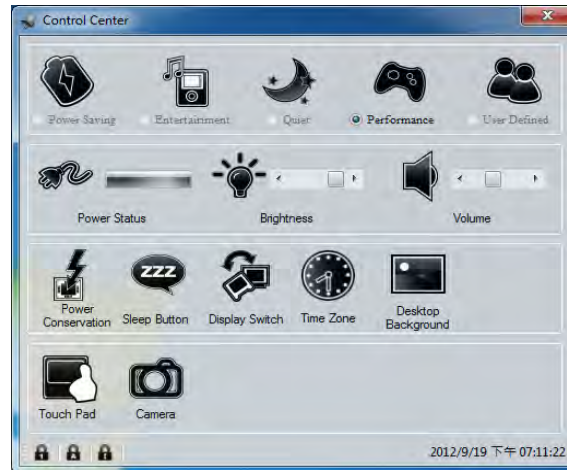 Control Center
Power Saving
Entertainment
Quiet
Performance
User Defined
Power Status
Brightness
Volume
zzz
Power
Conservation
Sleep Button
Display Switch
Time Zone
Desktop
Background
Touch Pad
Camera
2012/9/19 下午 07:11:22